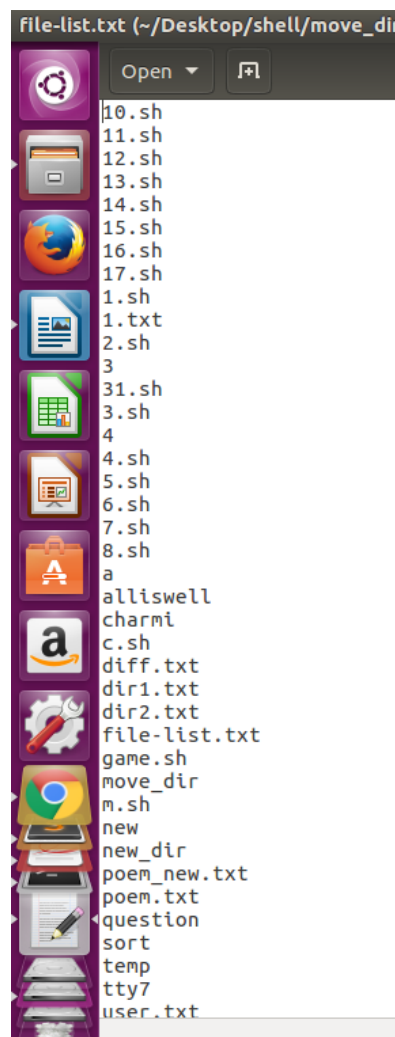 file-list.txt (~/Desktop/shell/move_dir
Open
10.sh
11.sh
12.sh
13.sh
14.sh
15.sh
16.sh
17.sh
1.sh
1.txt
2.sh
3
31.sh
3.sh
4
4.sh
5.sh
6.sh
7.sh
8.sh
a
alliswell
charmi
c.sh
diff.txt
dir1.txt
dir2.txt
file-list.txt
game.sh
move_dir
m.sh
new
new_dir
poem_new.txt
poem.txt
question
sort
temp
tty7
user.txt